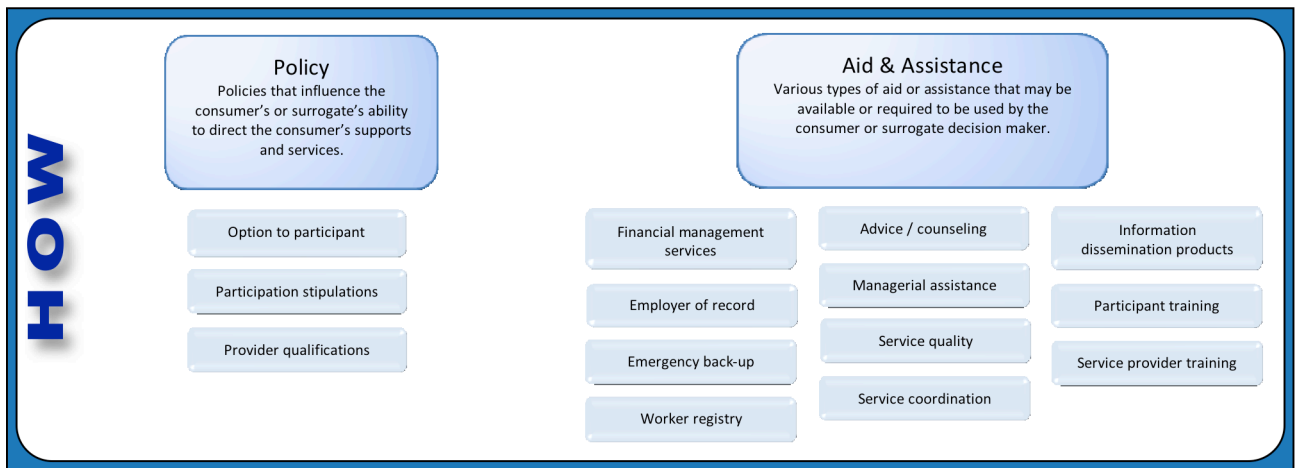 HOW
Policy
Policies that influence the
consumer's or surrogate's ability
to direct the consumer's supports
and services.
Option to participant
Participation stipulations
Provider qualifications
Aid & Assistance
Various types of aid or assistance that may be
available or required to be used by the
consumer or surrogate decision maker.
Financial management
services
Employer of record
Emergency back-up
Worker registry
Advice / counseling
Managerial assistance
Service quality
Service coordination
Information
dissemination products
Participant training
Service provider training